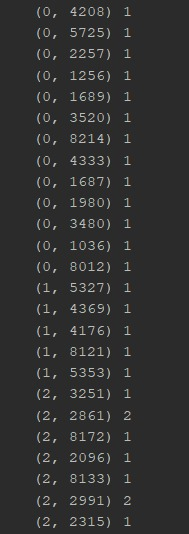 (0, 4208) 1
(0, 5725) 1
(0, 2257) 1
(0, 1256) 1
(0, 1689) 1
(0, 3520) 1
(0, 8214) 1
(0, 4333) 1
(0, 1687) 1
(0, 1980) 1
(0, 3480) 1
(0, 1036) 1
(0, 8012) 1
(1, 5327) 1
(1, 4369) 1
(1, 4176) 1
(1, 8121) 1
(1, 5353) 1
(2, 3251) 1
(2, 2861) 2
(2, 8172) 1
(2, 2096) 1
(2, 8133) 1
(2, 2991) 2
(2, 2315) 1